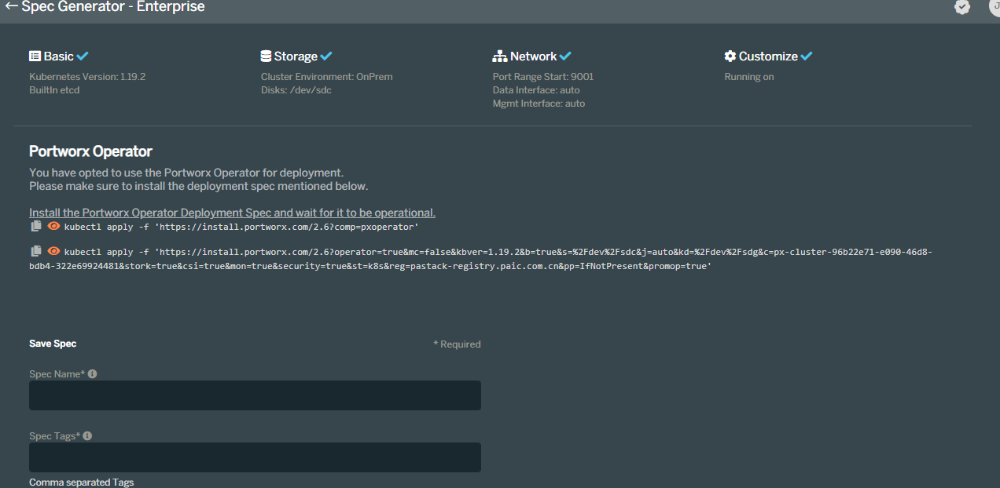 ← Spec Generator - Enterprise
J
Basic
Storage
Network
Customize
Kubernetes Version: 1.19.2
BuiltIn etcd
Cluster Environment: OnPrem
Disks: /dev/sdc
Port Range Start: 9001
Data Interface: auto
Mgmt Interface: auto
Running on
Portworx Operator
You have opted to use the Portworx Operator for deployment.
Please make sure to install the deployment spec mentioned below.
Install the Portworx Operator Deployment Spec and wait for it to be operational.
kubectl apply -f 'https://install.portworx.com/2.6?comp=pxoperator'
kubectl apply -f 'https://install.portworx.com/2.6?operator=true&mc=false&kbver=1.19.2&b=true&s=%2Fdev%2Fsdc&j=auto&kd=%2Fdev%2Fsdg&c=px-cluster-96b22e71-e090-46d8-
bdb4-322e69924481&stork=true&csi=true&mon=true&security=true&st=k8s&reg=pastack-registry.paic.com.cn&pp=IfNotPresent&promop=true'
Save Spec
* Required
Spec Name*
Spec Tags*
Comma separated Tags